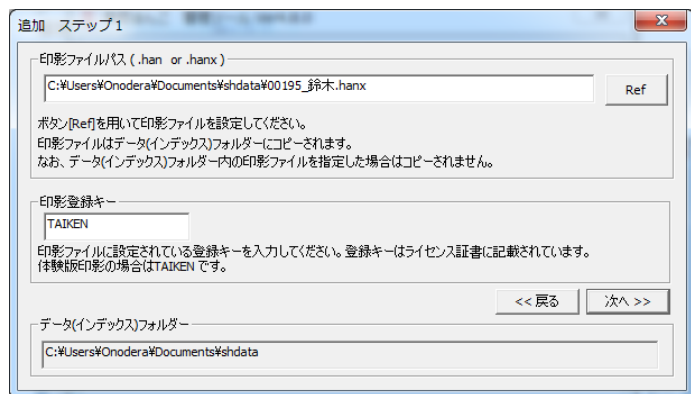 追加 ステップ1
印影ファイルパス ( .han or .hanx )
C:¥Users¥Onodera¥Documents¥shdata¥00195_鈴木.hanx
Ref
ボタン[Ref]を用いて印影ファイルを設定してください。
印影ファイルはデータ(インデックス)フォルダーにコピーされます。
なお、データ(インデックス)フォルダー内の印影ファイルを指定した場合はコピーされません。
印影登録キー
TAIKEN
印影ファイルに設定されている登録キーを入力してください。登録キーはライセンス証書に記載されています。
体験版印影の場合はTAIKEN です。
<< 戻る
次へ >>
データ(インデックス)フォルダー
C:¥Users¥Onodera¥Documents¥shdata